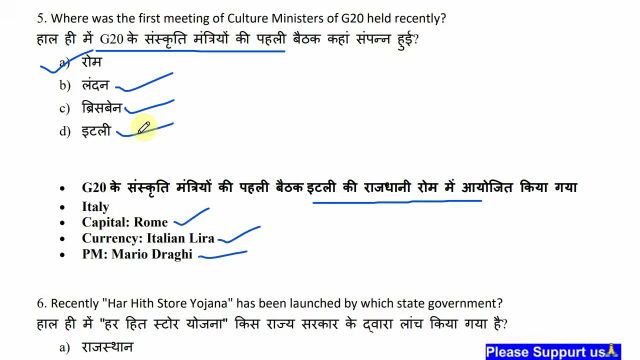 5. Where was the first meeting of Culture Ministers of G20 held recently?
हाल ही में G20 के संस्कृति मंत्रियों की पहली बैठक कहां संपन्न हुई?
a) रोम
b) लंदन
c) ब्रिसबेन
d) इटली
• G20 के संस्कृति मंत्रियों की पहली बैठक इटली की राजधानी रोम में आयोजित किया गया
• Italy
• Capital: Rome
• Currency: Italian Lira
• PM: Mario Draghi
6. Recently "Har Hith Store Yojana" has been launched by which state government?
हाल ही में "हर हित स्टोर योजना" किस राज्य सरकार के द्वारा लांच किया गया है?
a) राजस्थान
Please Support us🙏